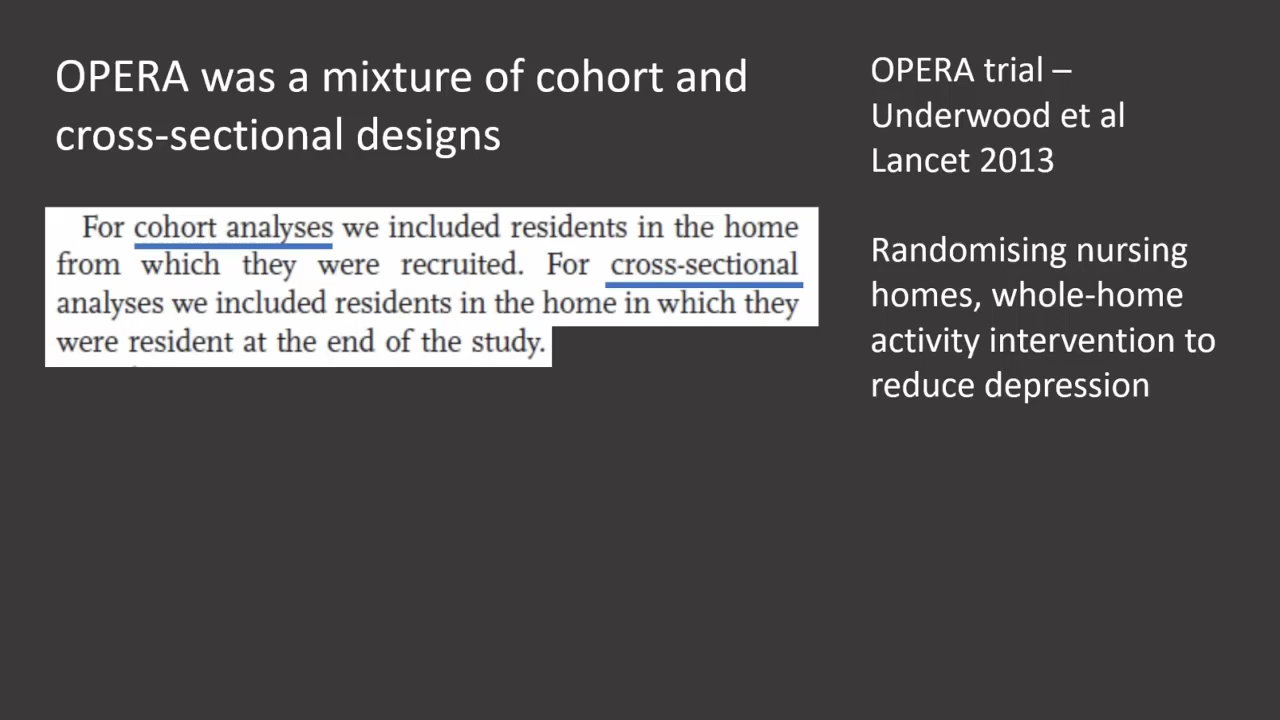 OPERA was a mixture of cohort and
cross-sectional designs
For cohort analyses we included residents in the home
from which they were recruited. For cross-sectional
analyses we included residents in the home in which they
were resident at the end of the study.
OPERA trial –
Underwood et al
Lancet 2013
Randomising nursing
homes, whole-home
activity intervention to
reduce depression